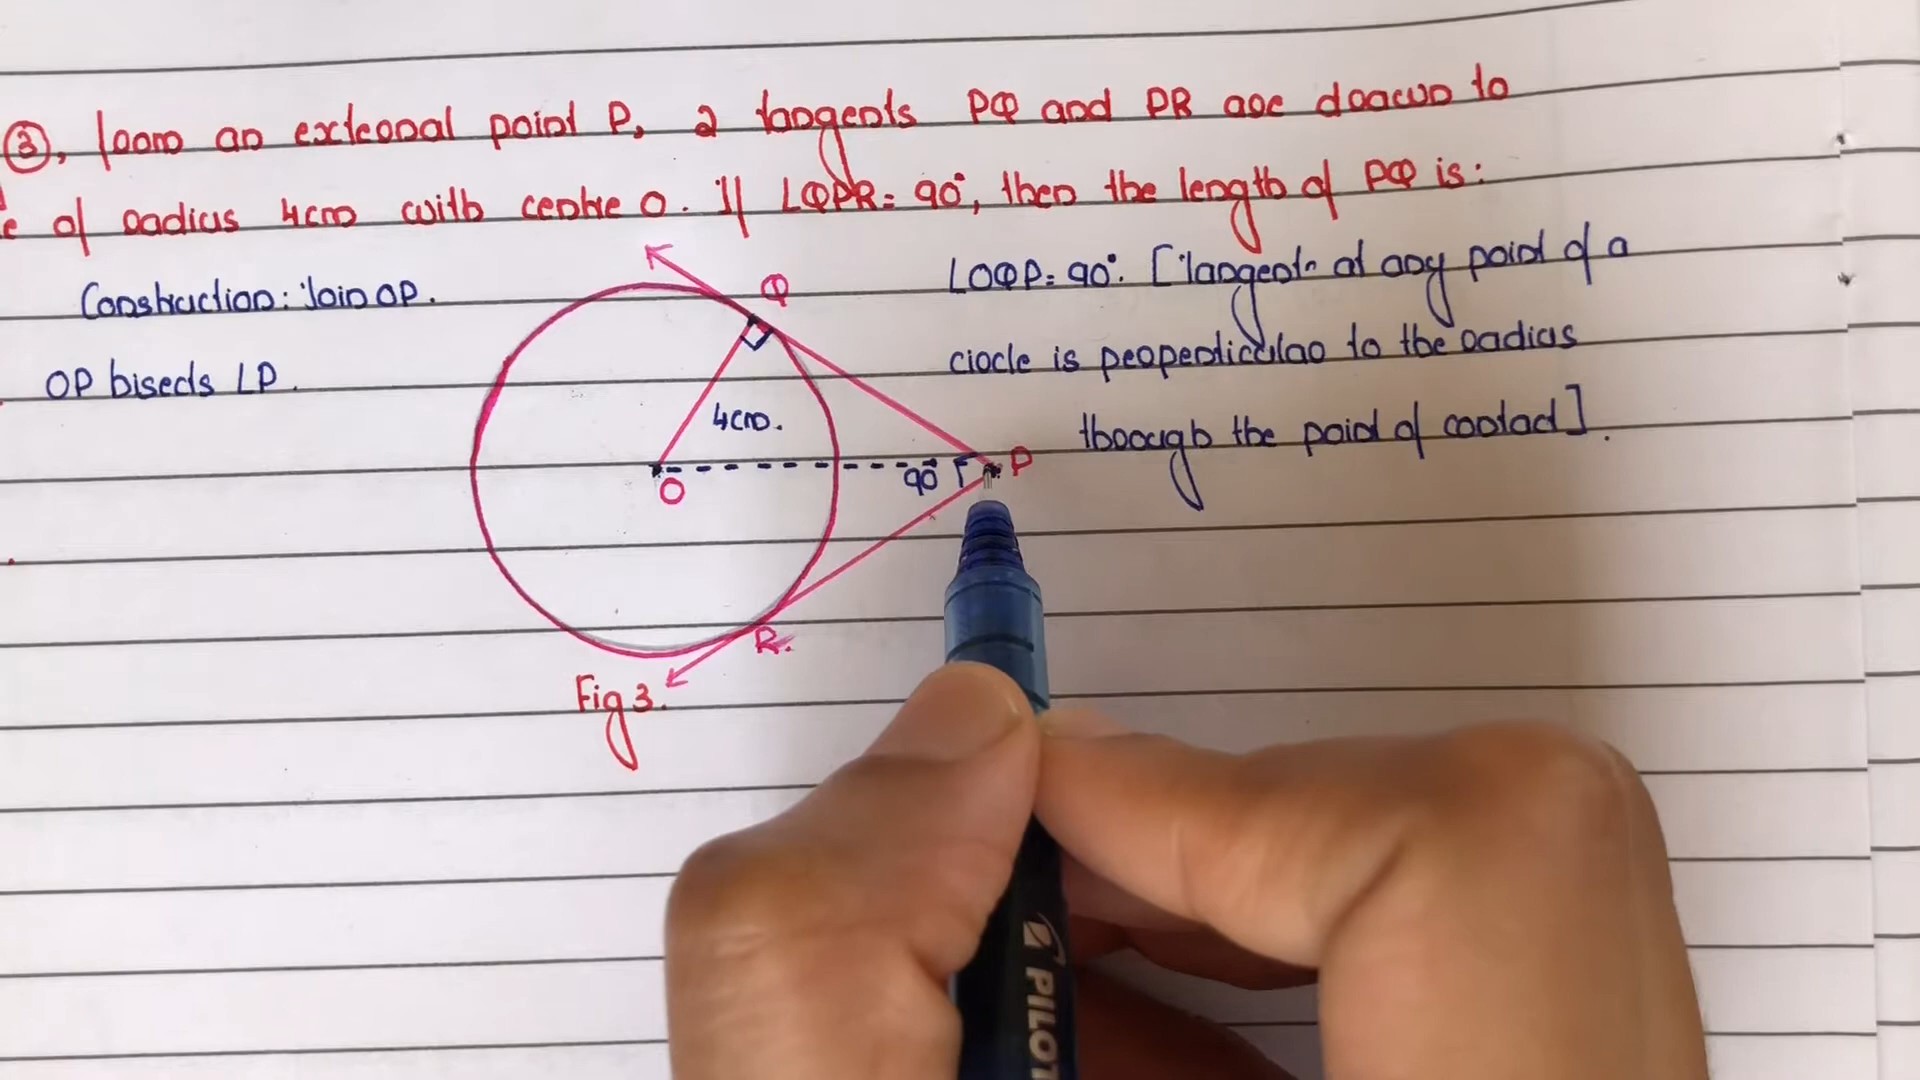 ③, from an external point P, 2 tangents PQ and PR are drawn to
e of radius 4cm with centre O. If ∠QPR = 90°, then the length of PQ is:
Construction: Join OP.
OP bisects ∠P.
∠OQP = 90°. [Tangent at any point of a
circle is perpendicular to the radius
through the point of contact].
Q
4cm.
O
90°
P
R.
Fig 3.
PILOT